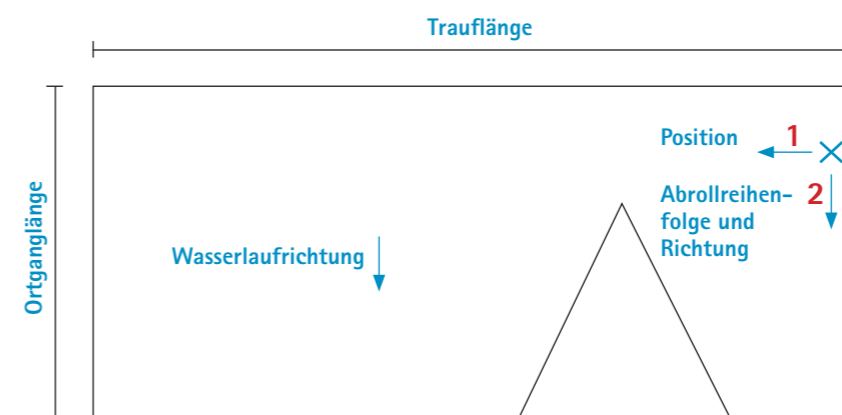 Trauflänge
Position
1
Abrollreihen-
2
folge und
Richtung
Wasserlaufrichtung
Ortganglänge